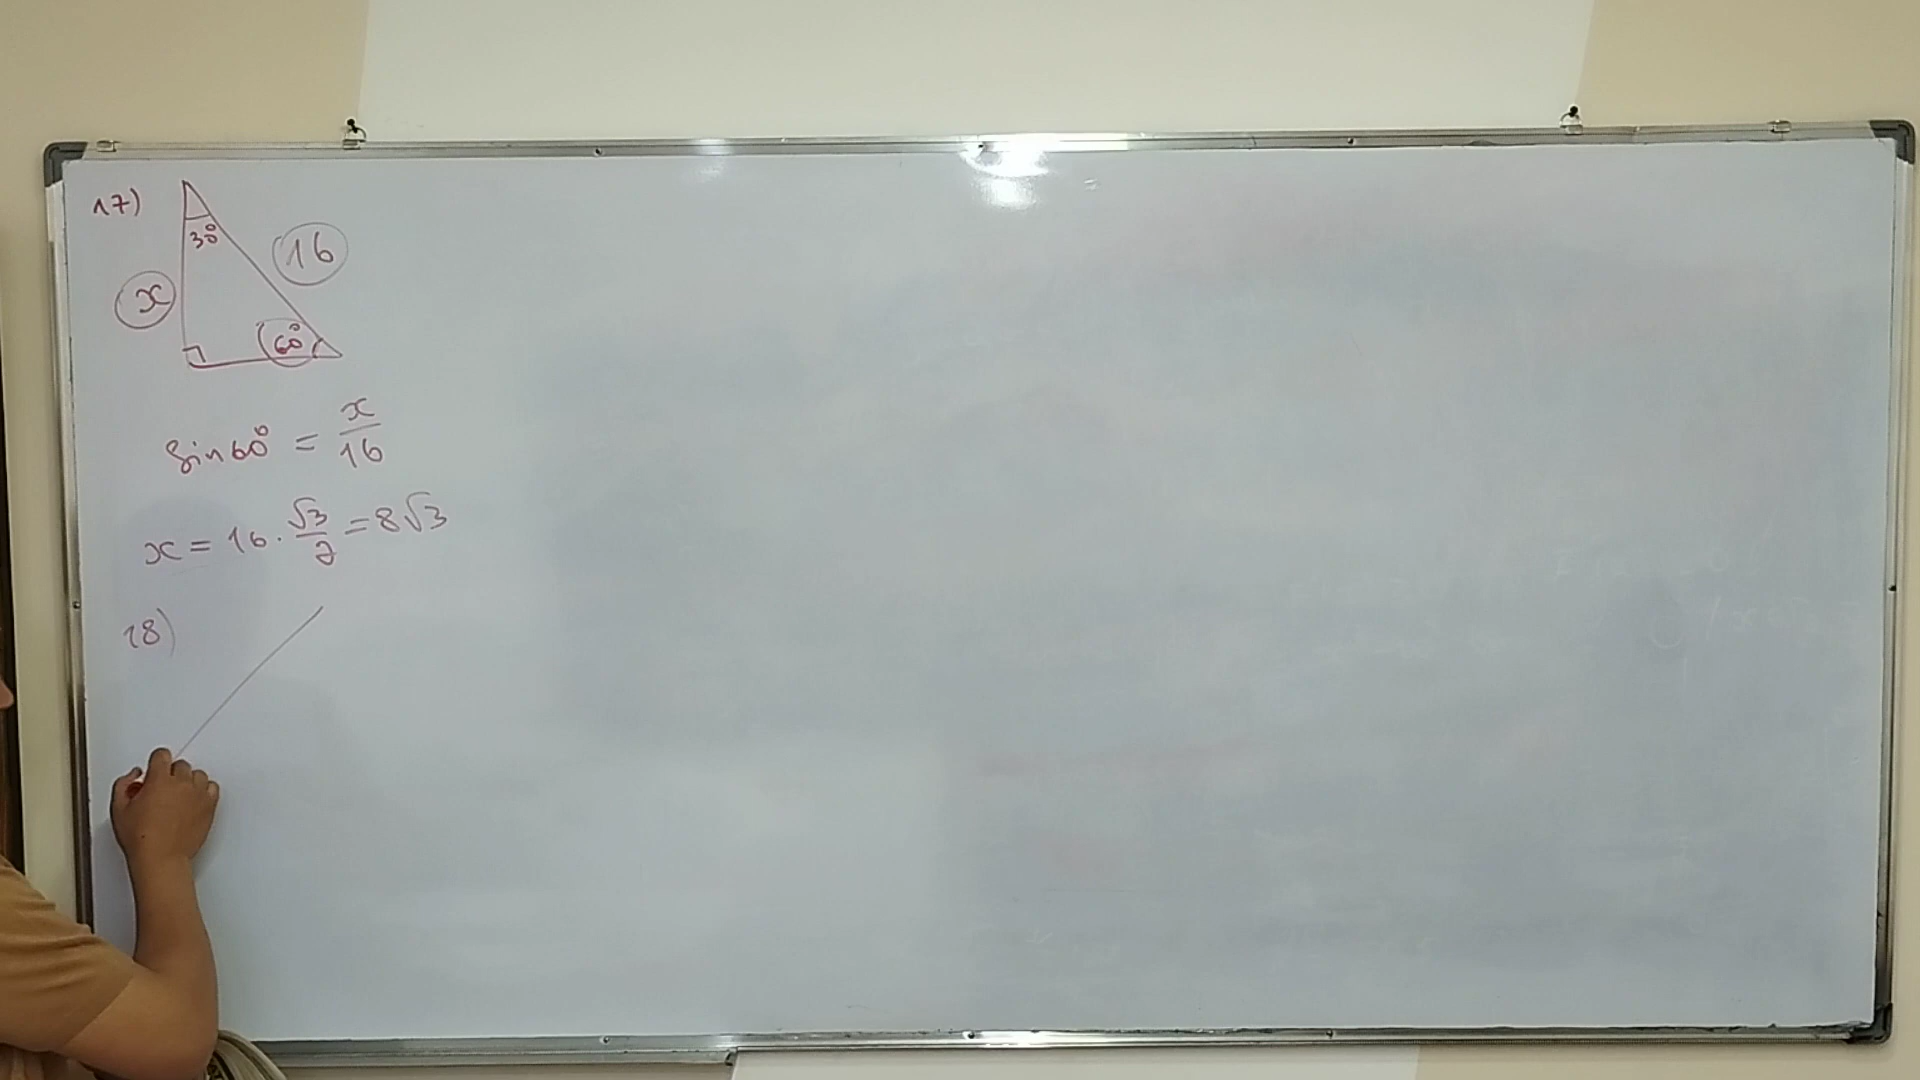 17)
30°
16
x
60°
sin60° = x/16
x = 16 · √3/2 = 8√3
18)